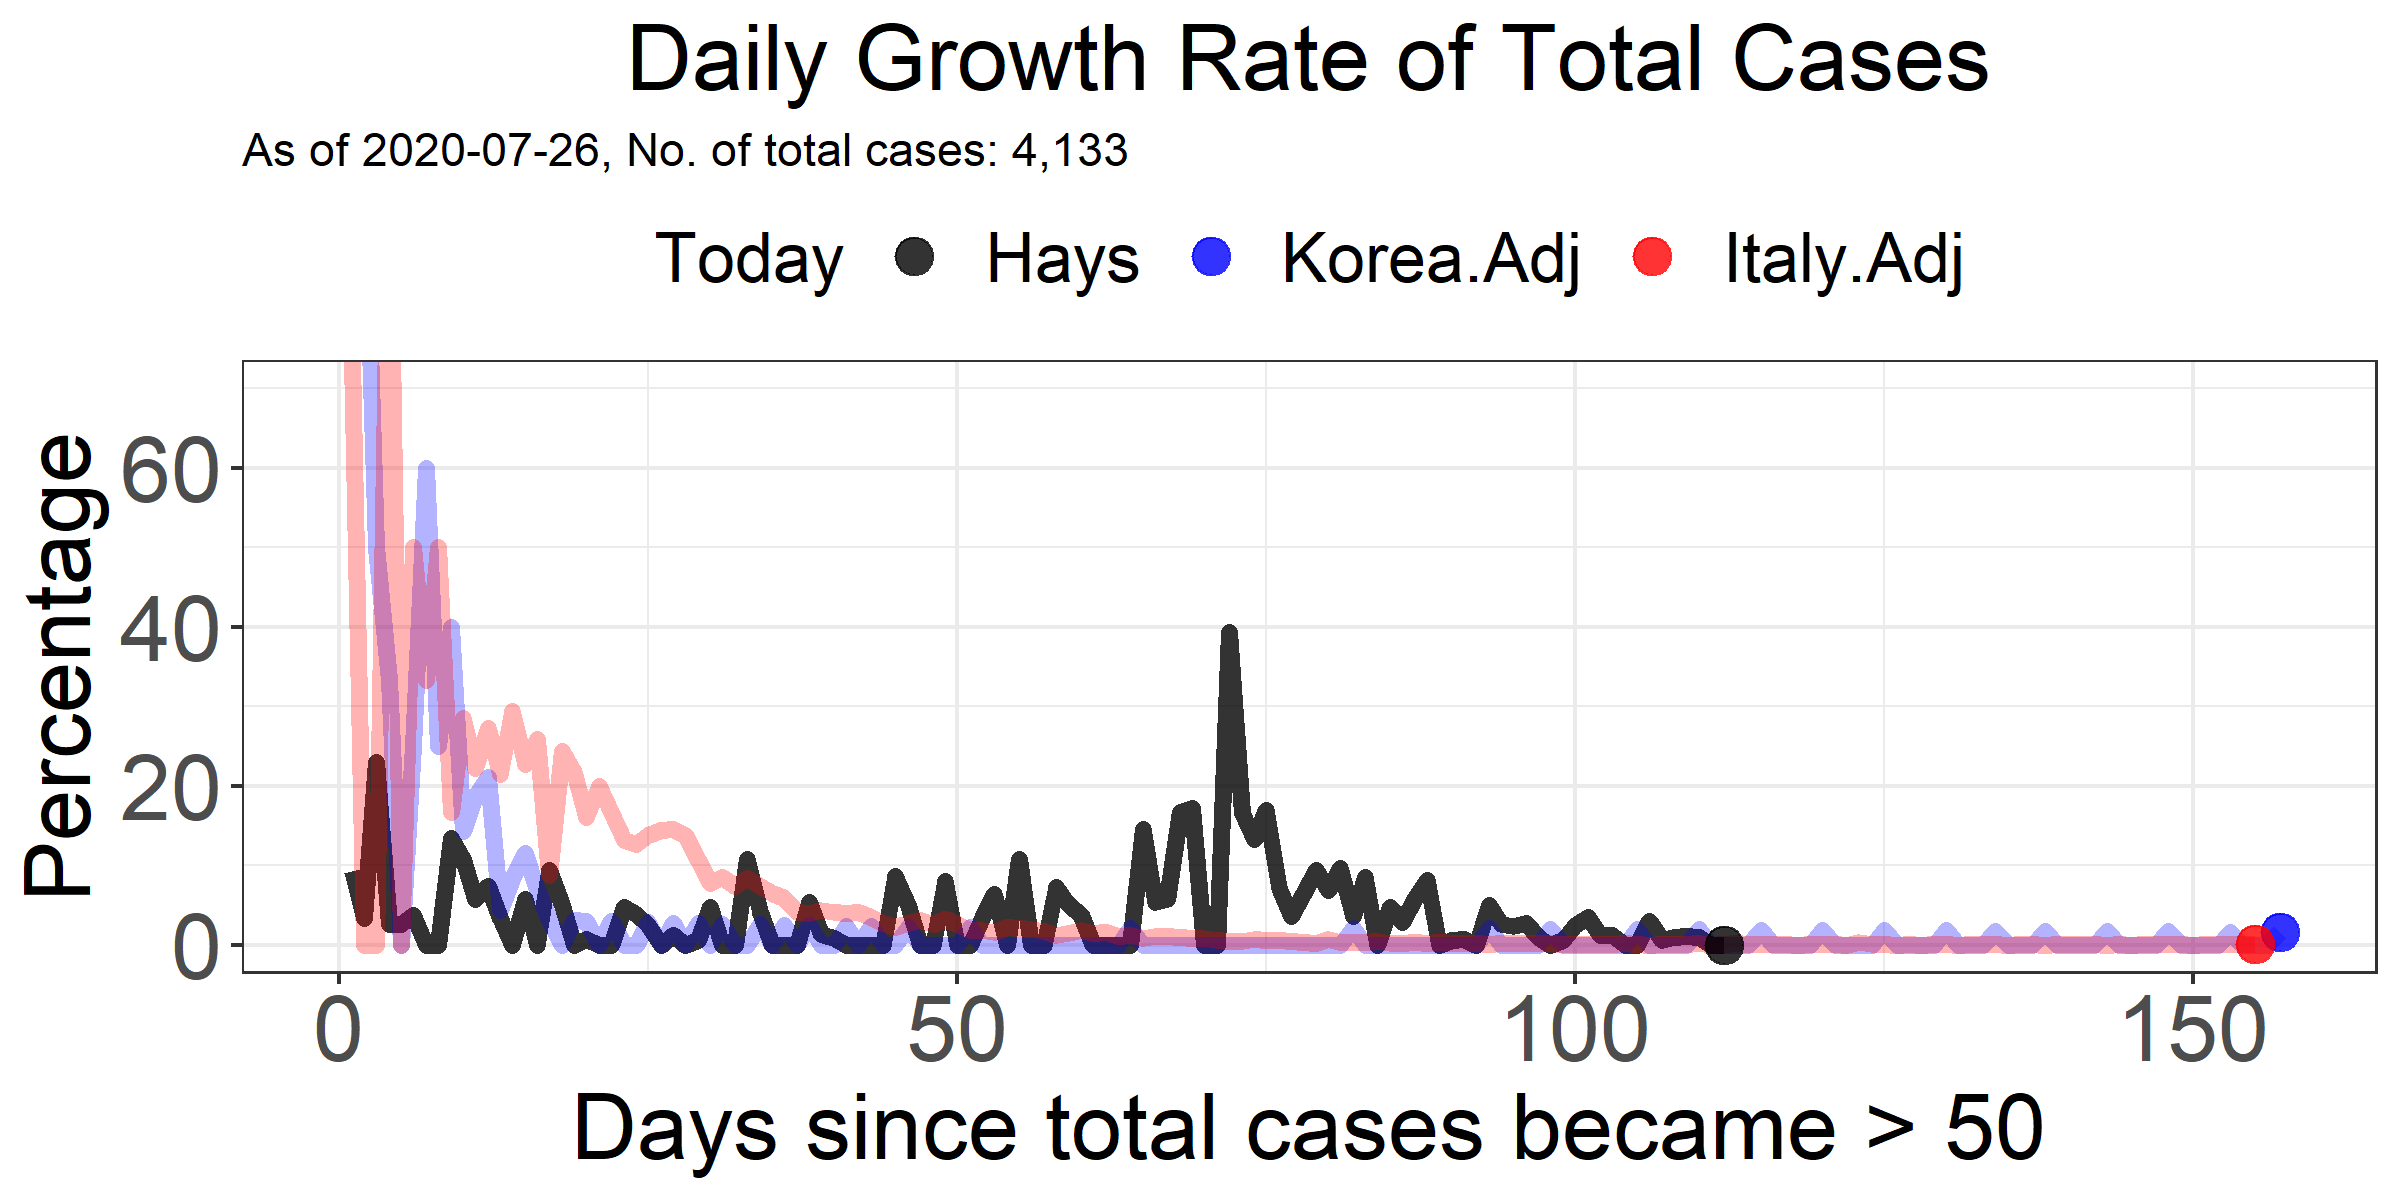 Daily Growth Rate of Total Cases
As of 2020-07-26, No. of total cases: 4,133
Today Hays Korea.Adj Italy.Adj
Percentage
60
40
20
0
0 50 100 150
Days since total cases became > 50